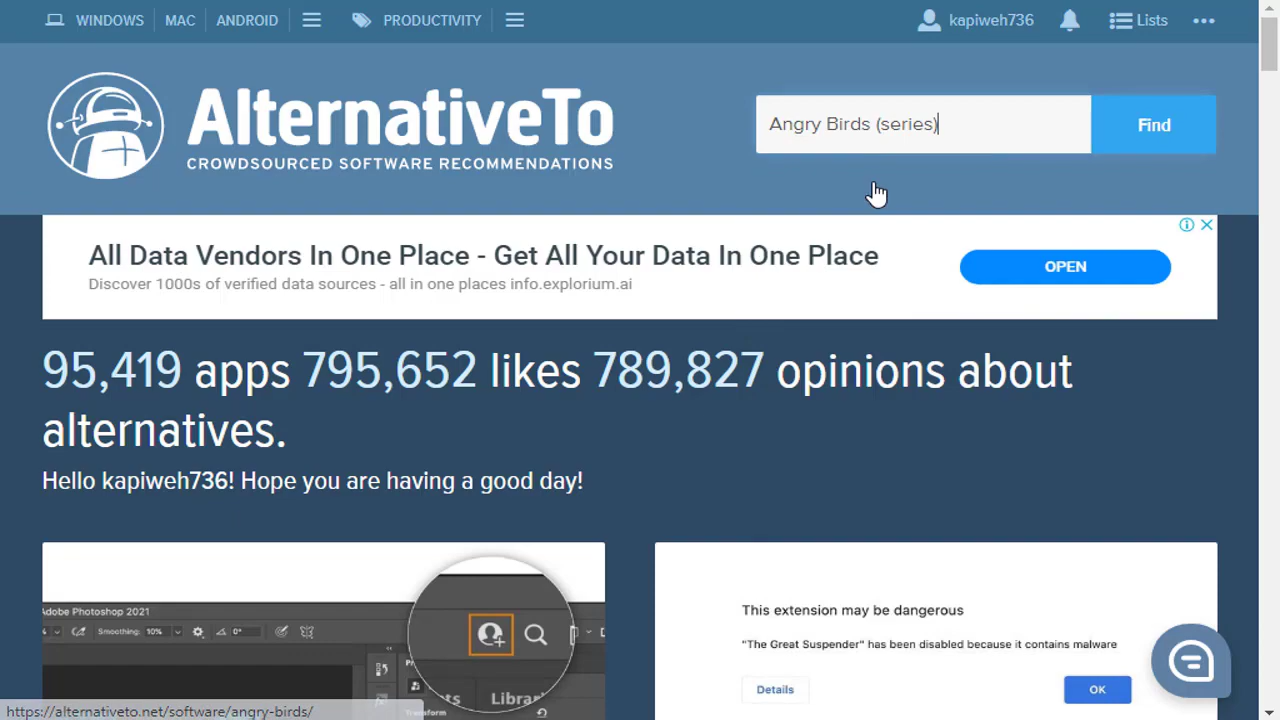 WINDOWS MAC ANDROID PRODUCTIVITY kapiweh736 Lists
AlternativeTo
CROWDSOURCED SOFTWARE RECOMMENDATIONS
Angry Birds (series) Find
All Data Vendors In One Place - Get All Your Data In One Place
Discover 1000s of verified data sources - all in one places info.explorium.ai
OPEN
95,419 apps 795,652 likes 789,827 opinions about
alternatives.
Hello kapiweh736! Hope you are having a good day!
Adobe Photoshop 2021
Smoothing: 10% 0°
This extension may be dangerous
"The Great Suspender" has been disabled because it contains malware
Details OK
https://alternativeto.net/software/angry-birds/